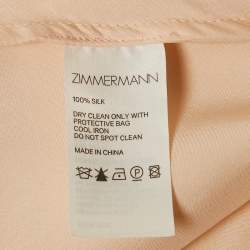 ZIMMERMANN
100% SILK
DRY CLEAN ONLY WITH
PROTECTIVE BAG
COOL IRON
DO NOT SPOT CLEAN
MADE IN CHINA